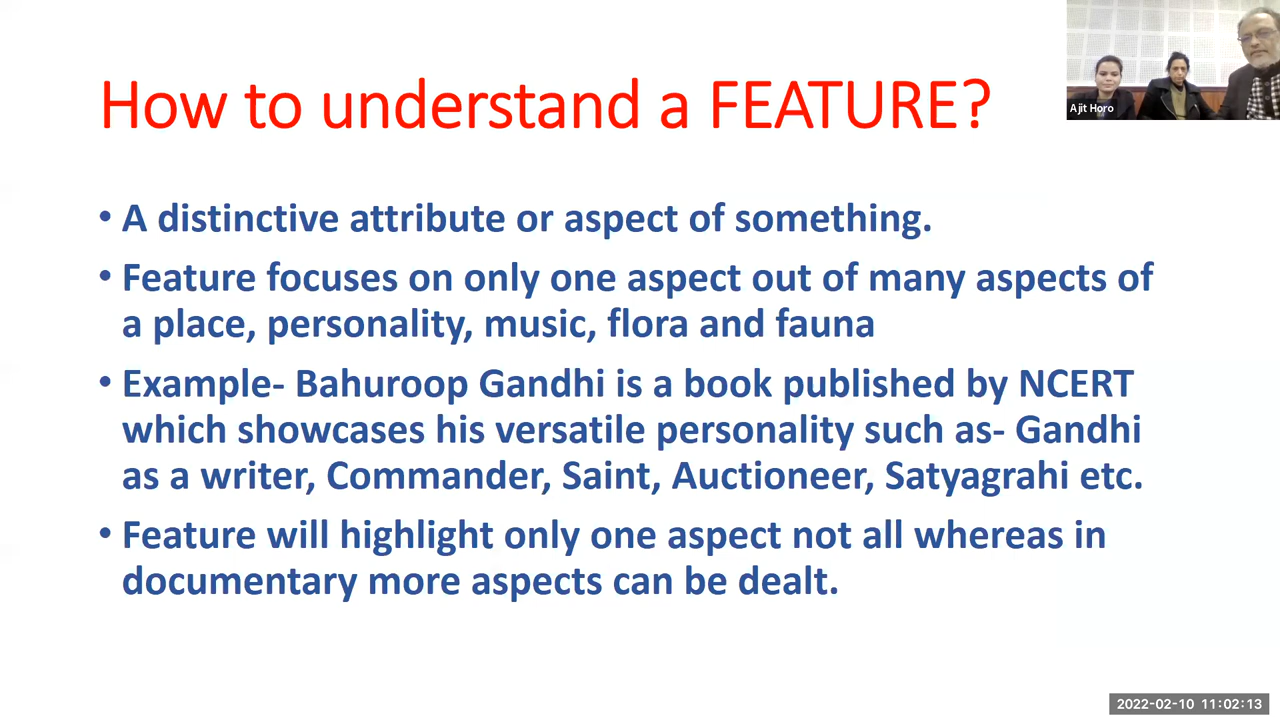 How to understand a FEATURE?
Ajit Horo
• A distinctive attribute or aspect of something.
• Feature focuses on only one aspect out of many aspects of
a place, personality, music, flora and fauna
• Example- Bahuroop Gandhi is a book published by NCERT
which showcases his versatile personality such as- Gandhi
as a writer, Commander, Saint, Auctioneer, Satyagrahi etc.
• Feature will highlight only one aspect not all whereas in
documentary more aspects can be dealt.
2022-02-10 11:02:13